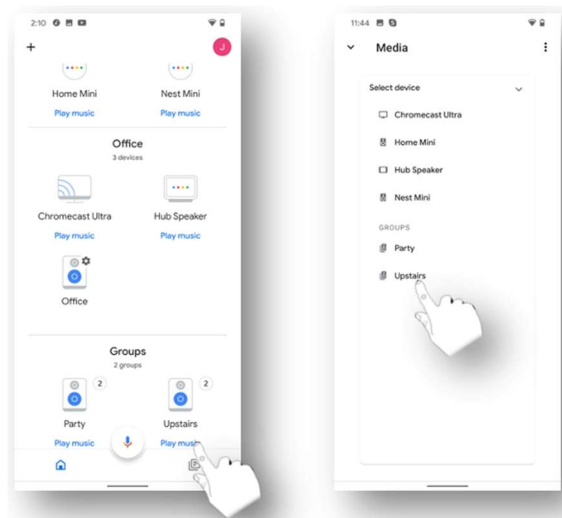 2:10
J
Home Mini
Nest Mini
Play music
Play music
Office
3 devices
Chromecast Ultra
Hub Speaker
Play music
Play music
Office
Groups
2 groups
2
2
Party
Upstairs
Play music
Play music
11:44
Media
Select device
Chromecast Ultra
Home Mini
Hub Speaker
Nest Mini
GROUPS
Party
Upstairs